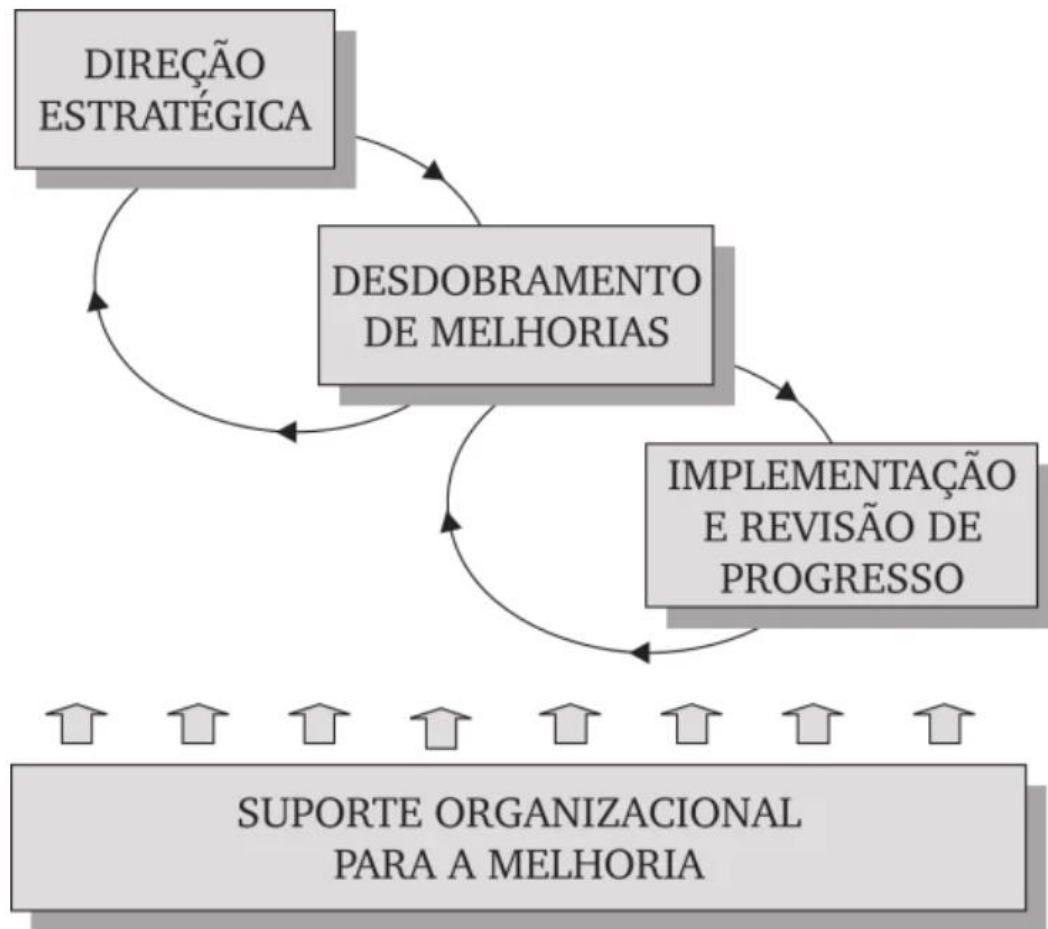 DIREÇÃO
ESTRATÉGICA
DESDOBRAMENTO
DE MELHORIAS
IMPLEMENTAÇÃO
E REVISÃO DE
PROGRESSO
SUPORTE ORGANIZACIONAL
PARA A MELHORIA